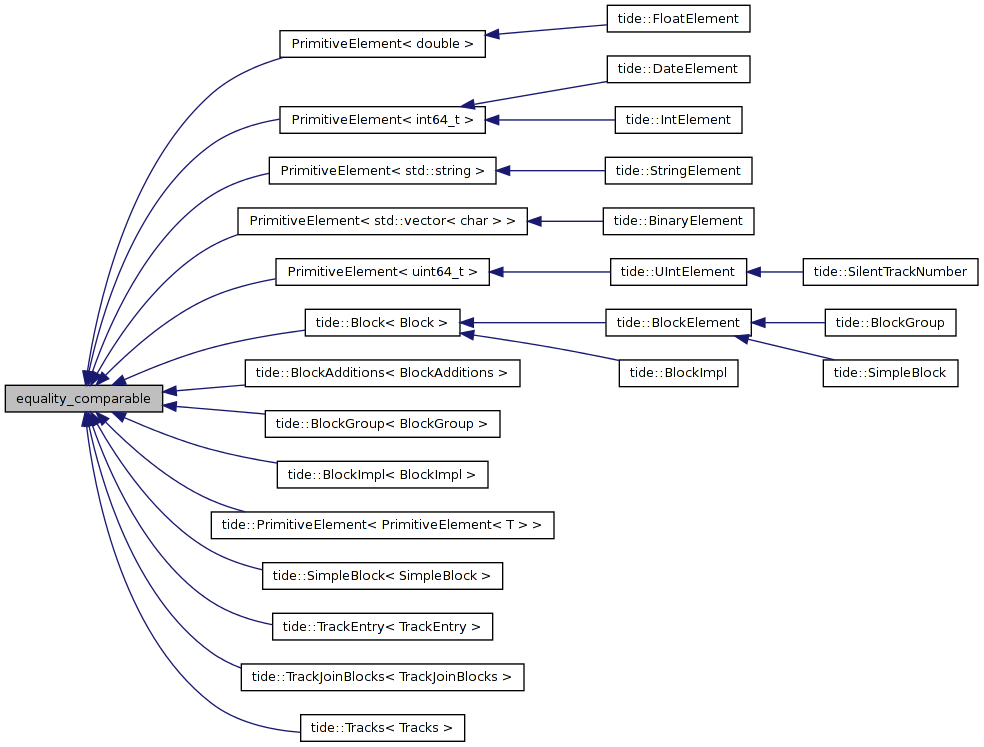 tide::FloatElement
PrimitiveElement< double >
tide::DateElement
PrimitiveElement< int64_t >
tide::IntElement
PrimitiveElement< std::string >
tide::StringElement
PrimitiveElement< std::vector< char > >
tide::BinaryElement
PrimitiveElement< uint64_t >
tide::UIntElement
tide::SilentTrackNumber
tide::Block< Block >
tide::BlockElement
tide::BlockGroup
tide::BlockAdditions< BlockAdditions >
tide::BlockImpl
tide::SimpleBlock
equality_comparable
tide::BlockGroup< BlockGroup >
tide::BlockImpl< BlockImpl >
tide::PrimitiveElement< PrimitiveElement< T > >
tide::SimpleBlock< SimpleBlock >
tide::TrackEntry< TrackEntry >
tide::TrackJoinBlocks< TrackJoinBlocks >
tide::Tracks< Tracks >